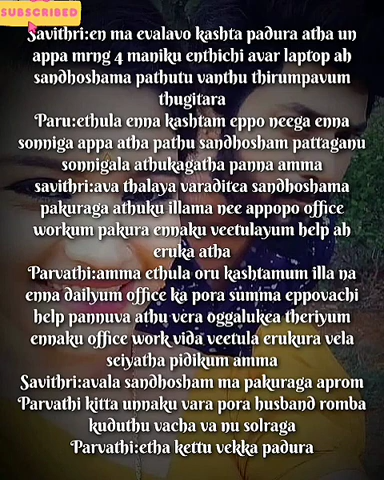 SUBSCRIBED
Savithri:en ma evalavo kashta padura atha un
appa mrng 4 maniku enthichi avar laptop ah
sandhoshama pathutu vanthu thirumpavum
thugitara
Paru:ethula enna kashtam eppo neega enna
sonniga appa atha pathu sandhosham pattaganu
sonnigala athukagatha panna amma
savithri:ava thalaya varaditea sandhoshama
pakuraga athuku illama nee appopo office
workum pakura ennaku veetulayum help ah
eruka atha
Parvathi:amma ethula oru kashtamum illa na
enna dailyum office ka pora summa eppovachi
help pannuva athu vera oggalukea theriyum
ennaku office work vida veetula erukura vela
seiyatha pidikum amma
Savithri:avala sandhosham ma pakuraga aprom
Parvathi kitta unnaku vara pora husband romba
kuduthu vacha va nu solraga
Parvathi:etha kettu vekka padura